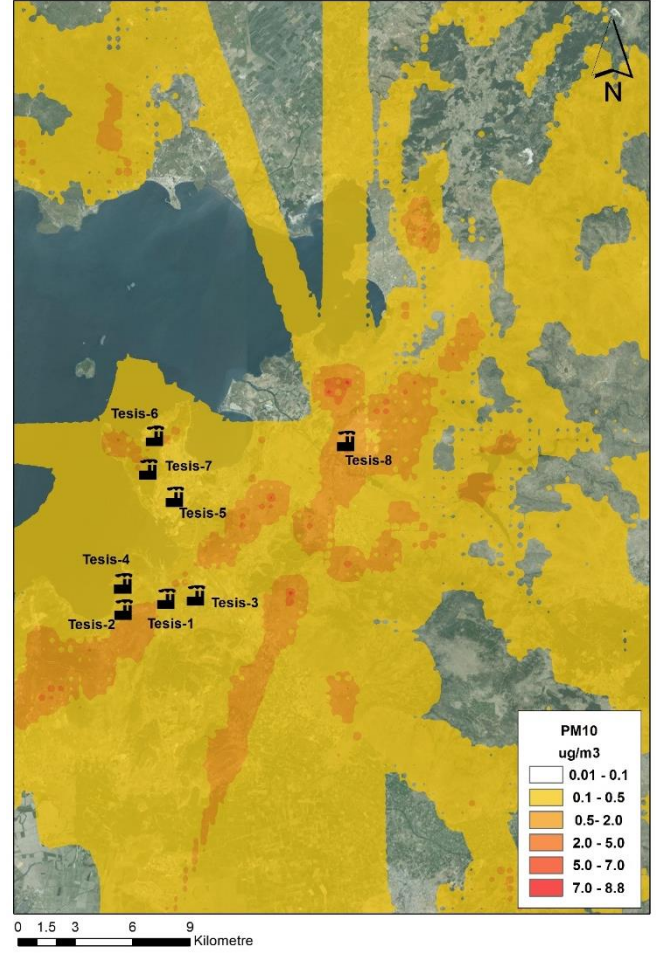 N
Tesis-6
Tesis-7
Tesis-8
Tesis-5
Tesis-4
Tesis-3
Tesis-2
Tesis-1
PM10
ug/m3
0.01 - 0.1
0.1 - 0.5
0.5- 2.0
2.0 - 5.0
5.0 - 7.0
7.0 - 8.8
0 1.5 3 6 9
Kilometre